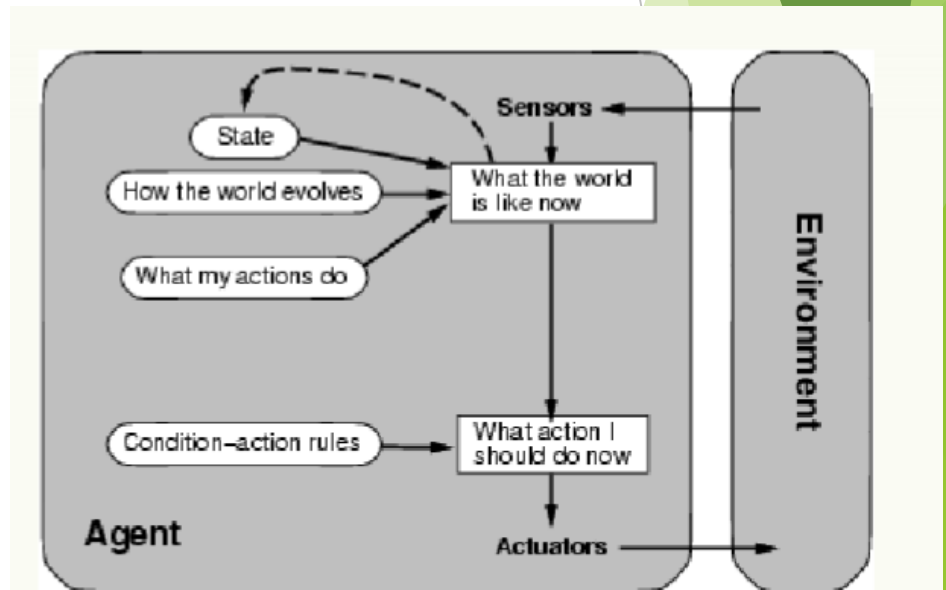 Sensors
State
What the world
is like now
How the world evolves
What my actions do
Environment
Condition–action rules
What action I
should do now
Agent
Actuators